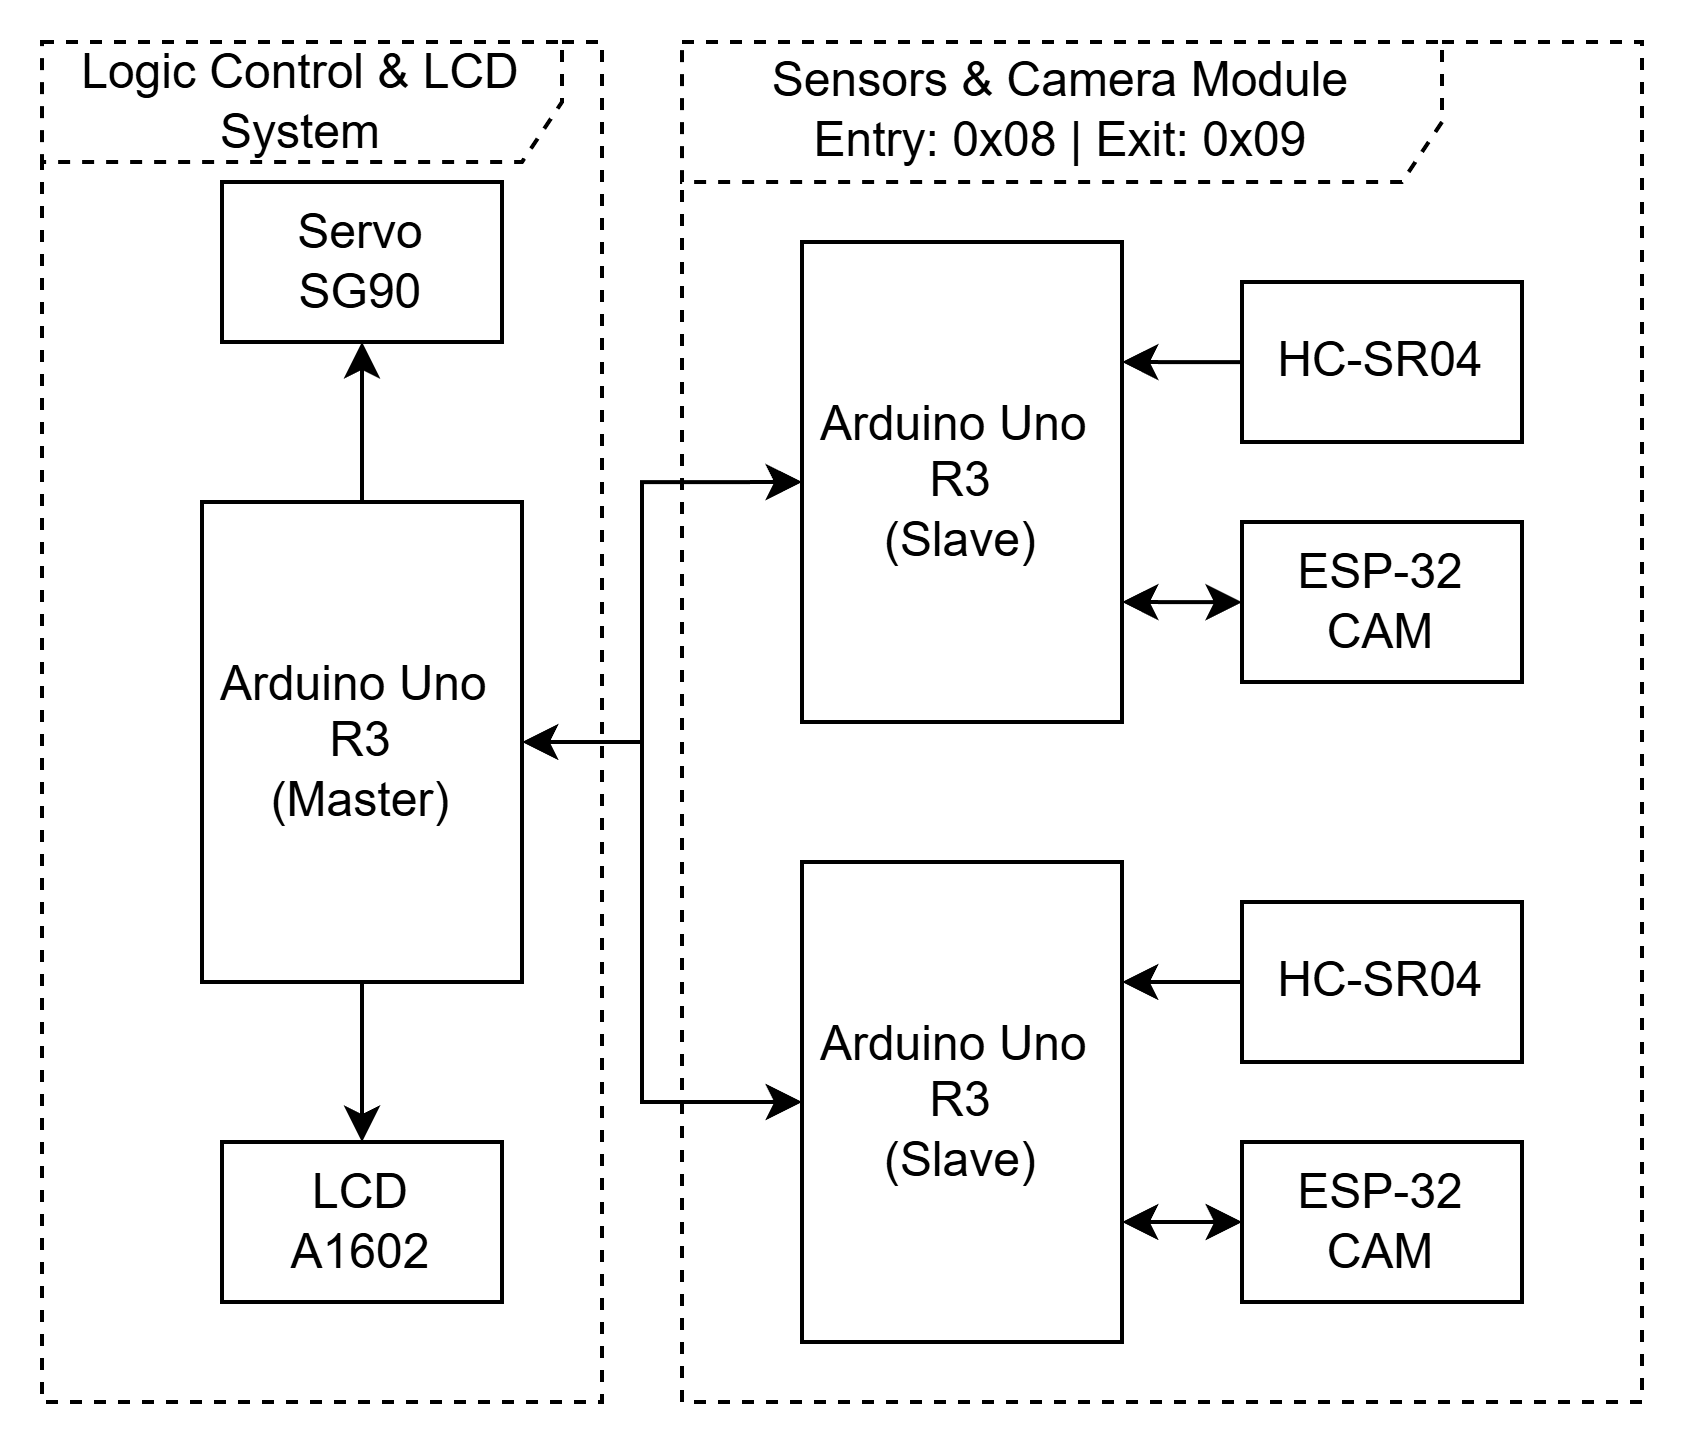 Logic Control & LCD
System
Servo
SG90
Arduino Uno
R3
(Master)
LCD
A1602
Sensors & Camera Module
Entry: 0x08 | Exit: 0x09
Arduino Uno
R3
(Slave)
HC-SR04
ESP-32
CAM
Arduino Uno
R3
(Slave)
HC-SR04
ESP-32
CAM